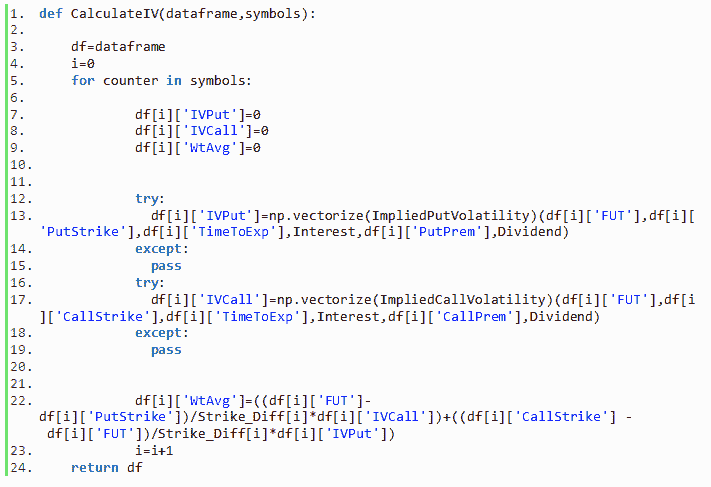 1. def CalculateIV(dataframe,symbols):
2.
3. df=dataframe
4. i=0
5. for counter in symbols:
6.
7. df[i]['IVPut']=0
8. df[i]['IVCall']=0
9. df[i]['WtAvg']=0
10.
11.
12. try:
13. df[i]['IVPut']=np.vectorize(ImpliedPutVolatility)(df[i]['FUT'],df[i][
'PutStrike'],df[i]['TimeToExp'],Interest,df[i]['PutPrem'],Dividend)
14. except:
15. pass
16. try:
17. df[i]['IVCall']=np.vectorize(ImpliedCallVolatility)(df[i]['FUT'],df[i
]['CallStrike'],df[i]['TimeToExp'],Interest,df[i]['CallPrem'],Dividend)
18. except:
19. pass
20.
21.
22. df[i]['WtAvg']=((df[i]['FUT']-
df[i]['PutStrike'])/Strike_Diff[i]*df[i]['IVCall'])+((df[i]['CallStrike'] -
df[i]['FUT'])/Strike_Diff[i]*df[i]['IVPut'])
23. i=i+1
24. return df